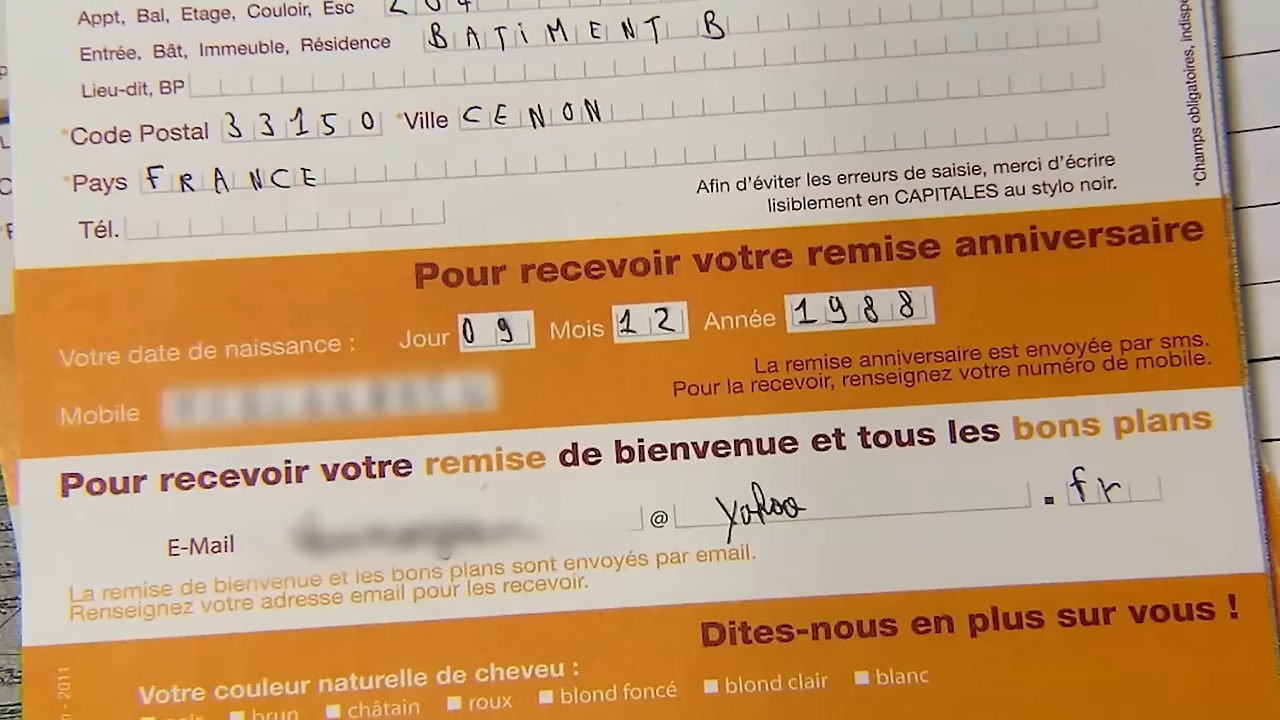 Appt, Bal, Etage, Couloir, Esc 204
Entrée, Bât, Immeuble, Résidence BATiMENT B
Lieu-dit, BP
*Code Postal 33150 *Ville CENON
*Pays FRANCE
Tél.
Afin d'éviter les erreurs de saisie, merci d'écrire
lisiblement en CAPITALES au stylo noir.
*Champs obligatoires,
Pour recevoir votre remise anniversaire
Votre date de naissance : Jour 09 Mois 12 Année 1988
La remise anniversaire est envoyée par sms.
Pour la recevoir, renseignez votre numéro de mobile.
Mobile
Pour recevoir votre remise de bienvenue et tous les bons plans
E-Mail @ yahoo . fr
La remise de bienvenue et les bons plans sont envoyés par email.
Renseignez votre adresse email pour les recevoir.
Dites-nous en plus sur vous !
Votre couleur naturelle de cheveu :
brun châtain roux blond foncé blond clair blanc
2011